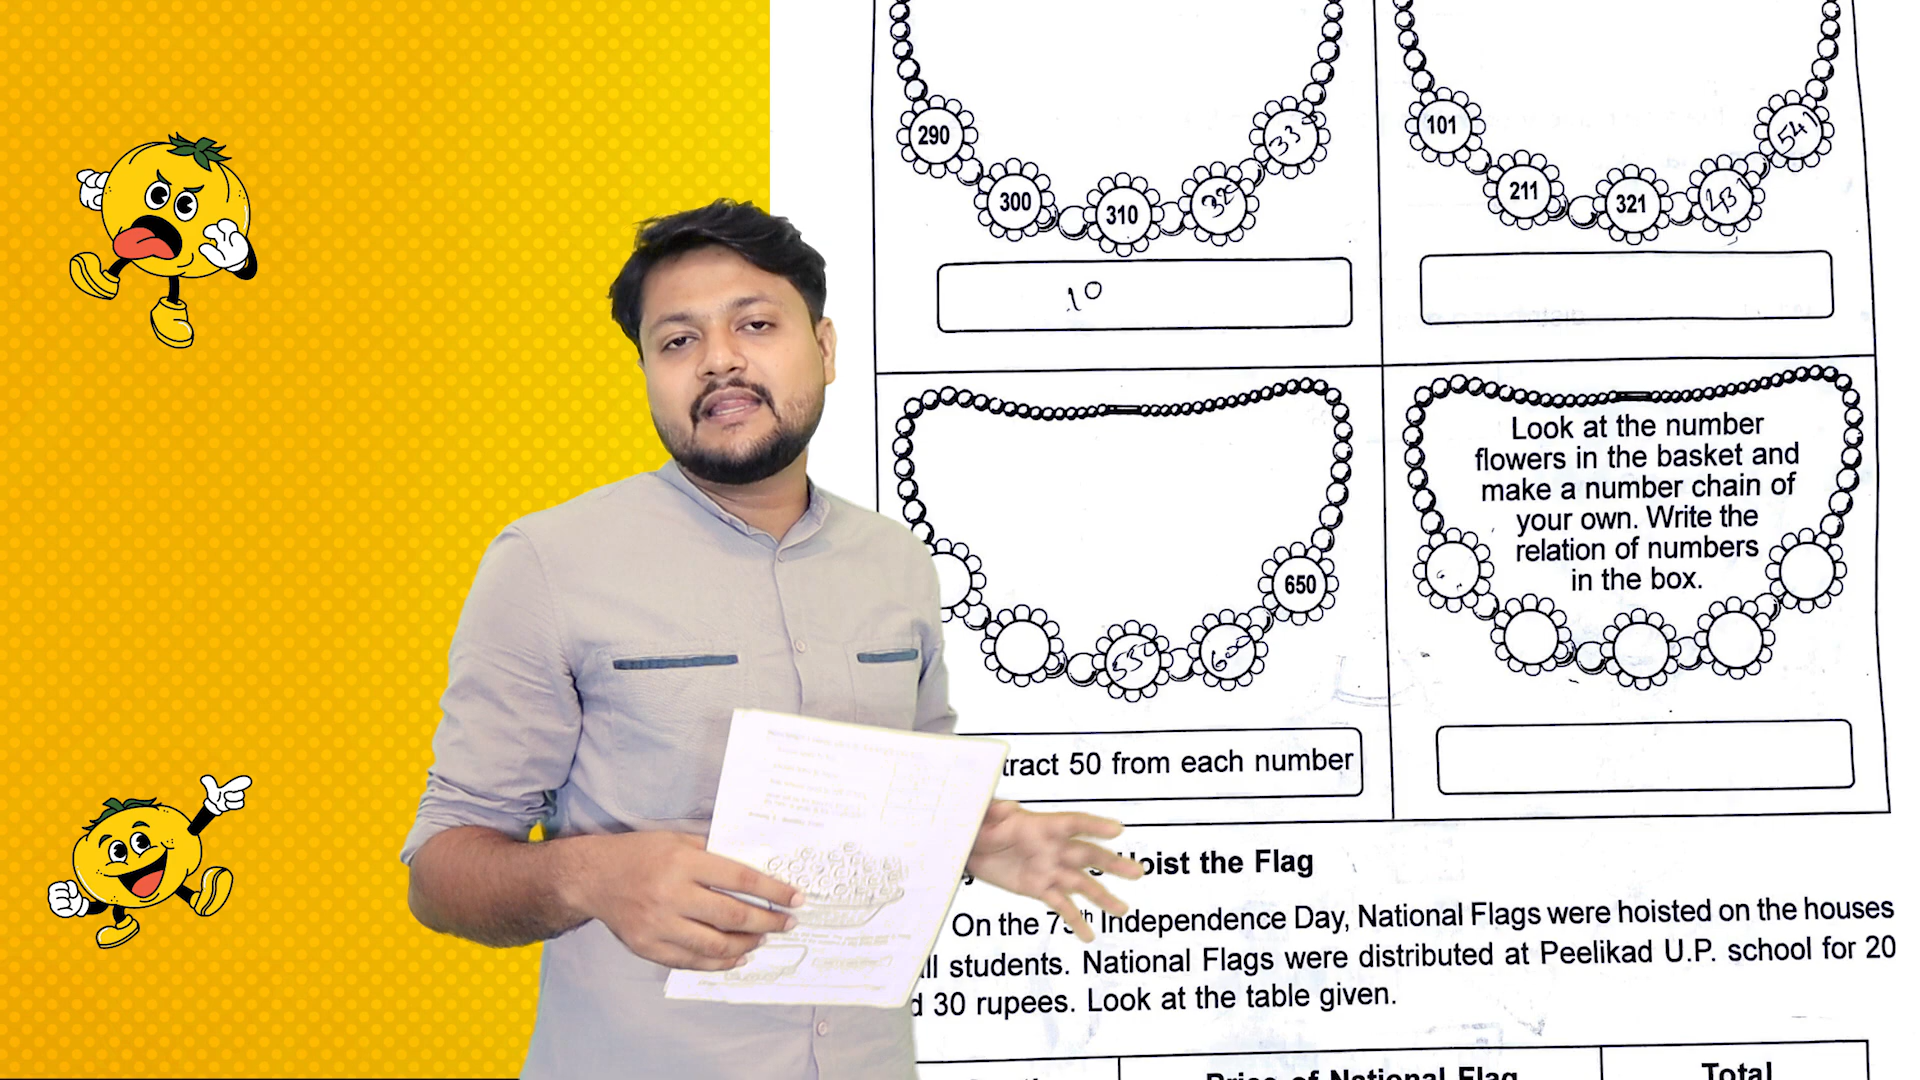 290
300
310
320
101
211
321
431
541
10
650
550
600
tract 50 from each number
Look at the number
flowers in the basket and
make a number chain of
your own. Write the
relation of numbers
in the box.
Hoist the Flag
On the Independence Day, National Flags were hoisted on the houses
students. National Flags were distributed at Peelikad U.P. school for 20
30 rupees. Look at the table given.
Price of National Flag
Total